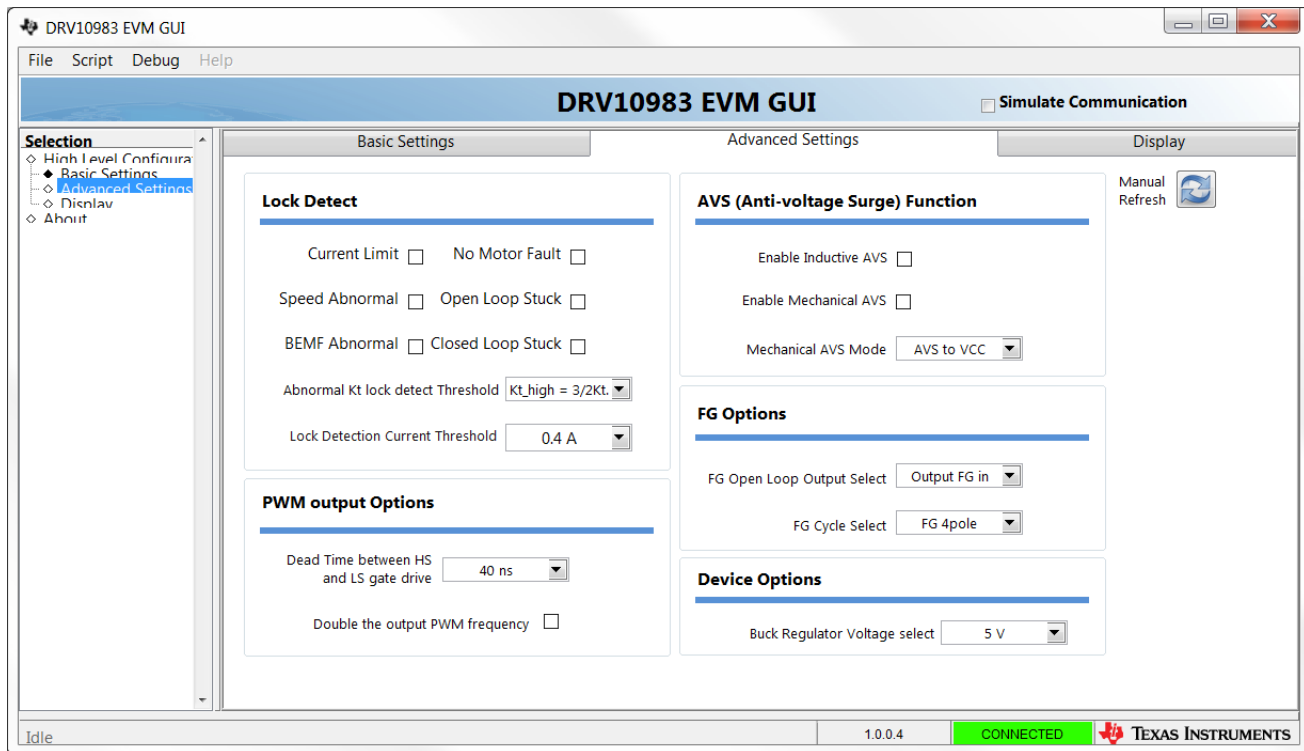 DRV10983 EVM GUI
File Script Debug Help
DRV10983 EVM GUI
Simulate Communication
Selection
High Level Configura
Basic Settings
Advanced Settings
Display
About
Basic Settings
Advanced Settings
Display
Manual
Refresh
Lock Detect
Current Limit
No Motor Fault
Speed Abnormal
Open Loop Stuck
BEMF Abnormal
Closed Loop Stuck
Abnormal Kt lock detect Threshold
Kt_high = 3/2Kt.
Lock Detection Current Threshold
0.4 A
PWM output Options
Dead Time between HS
and LS gate drive
40 ns
Double the output PWM frequency
AVS (Anti-voltage Surge) Function
Enable Inductive AVS
Enable Mechanical AVS
Mechanical AVS Mode
AVS to VCC
FG Options
FG Open Loop Output Select
Output FG in
FG Cycle Select
FG 4pole
Device Options
Buck Regulator Voltage select
5 V
Idle
1.0.0.4
CONNECTED
TEXAS INSTRUMENTS